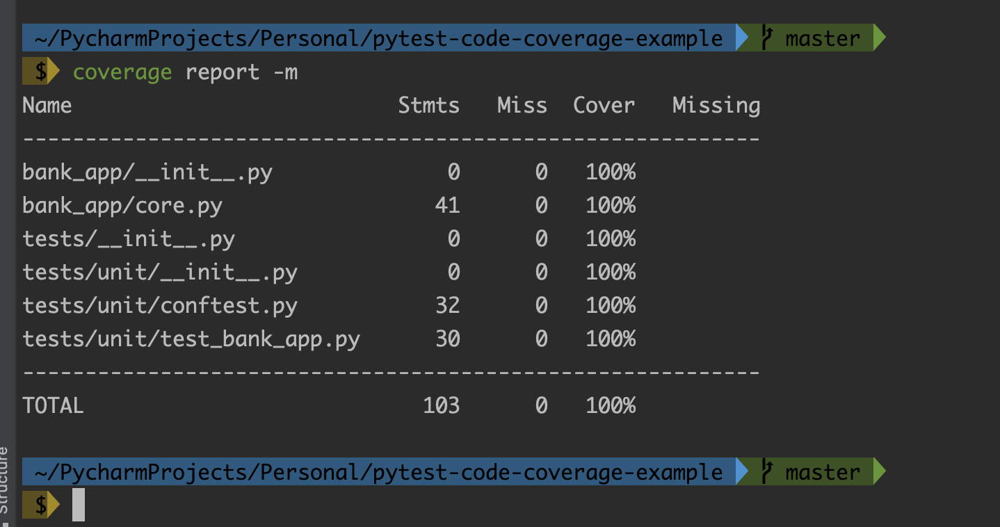 ~/PycharmProjects/Personal/pytest-code-coverage-example master
$ coverage report -m
Name Stmts Miss Cover Missing
-----------------------------------------------------------
bank_app/__init__.py 0 0 100%
bank_app/core.py 41 0 100%
tests/__init__.py 0 0 100%
tests/unit/__init__.py 0 0 100%
tests/unit/conftest.py 32 0 100%
tests/unit/test_bank_app.py 30 0 100%
-----------------------------------------------------------
TOTAL 103 0 100%
~/PycharmProjects/Personal/pytest-code-coverage-example master
$
Structure